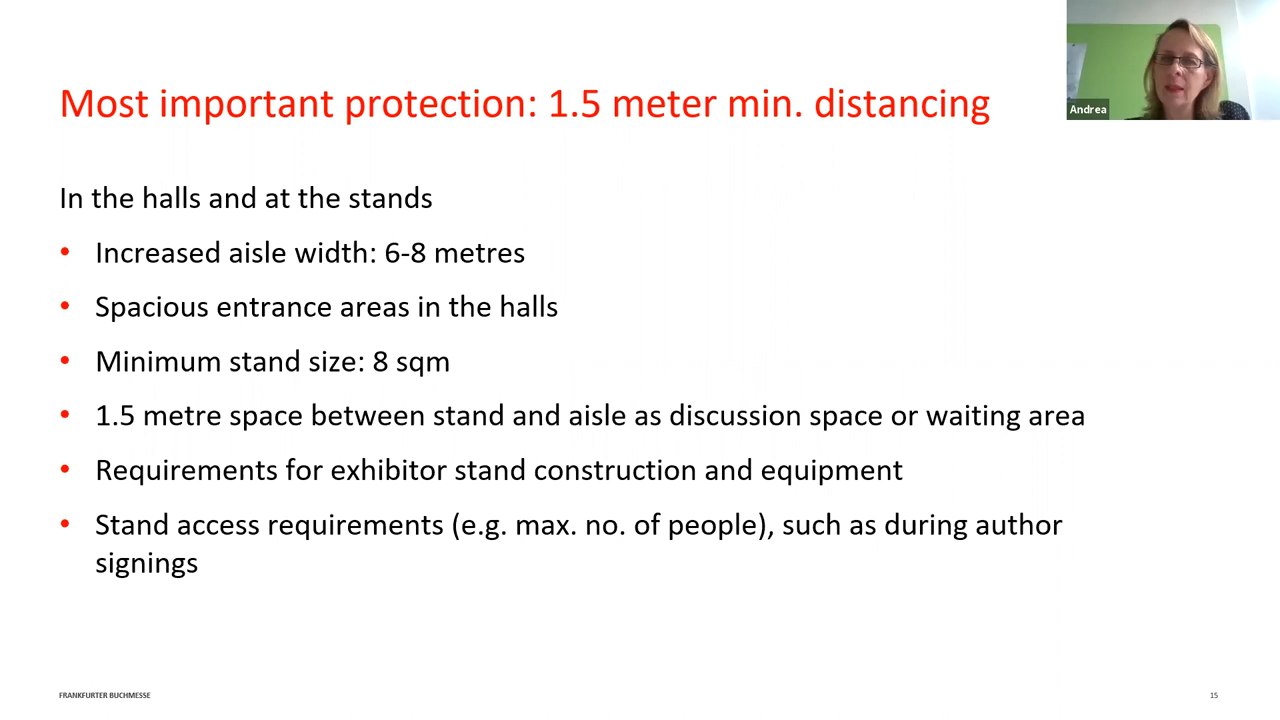 Most important protection: 1.5 meter min. distancing
Andrea
In the halls and at the stands
• Increased aisle width: 6-8 metres
• Spacious entrance areas in the halls
• Minimum stand size: 8 sqm
• 1.5 metre space between stand and aisle as discussion space or waiting area
• Requirements for exhibitor stand construction and equipment
• Stand access requirements (e.g. max. no. of people), such as during author
signings
FRANKFURTER BUCHMESSE
15